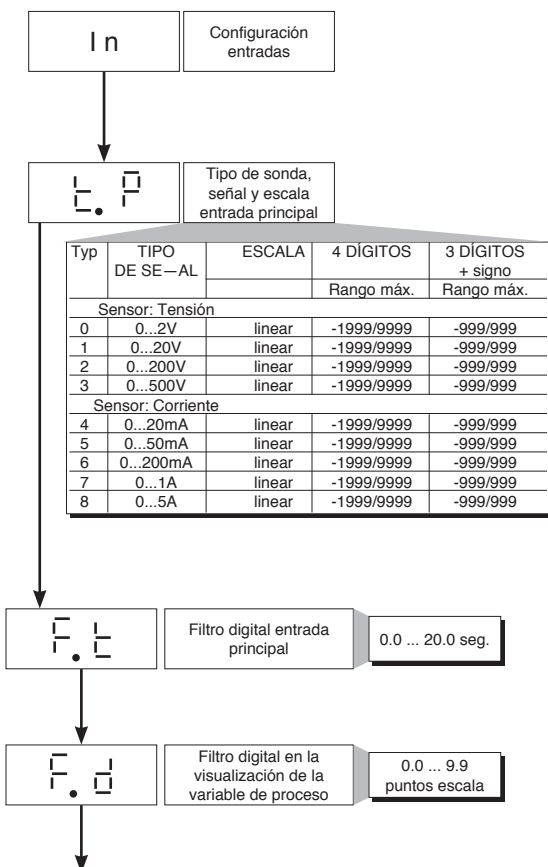 In
Configuración
entradas
t.P
Tipo de sonda,
señal y escala
entrada principal
Typ TIPO ESCALA 4 DÍGITOS 3 DÍGITOS
DE SE—AL + signo
Rango máx. Rango máx.
Sensor: Tensión
0 0...2V linear -1999/9999 -999/999
1 0...20V linear -1999/9999 -999/999
2 0...200V linear -1999/9999 -999/999
3 0...500V linear -1999/9999 -999/999
Sensor: Corriente
4 0...20mA linear -1999/9999 -999/999
5 0...50mA linear -1999/9999 -999/999
6 0...200mA linear -1999/9999 -999/999
7 0...1A linear -1999/9999 -999/999
8 0...5A linear -1999/9999 -999/999
F.t
Filtro digital entrada
principal
0.0 ... 20.0 seg.
F.d
Filtro digital en la
visualización de la
variable de proceso
0.0 ... 9.9
puntos escala